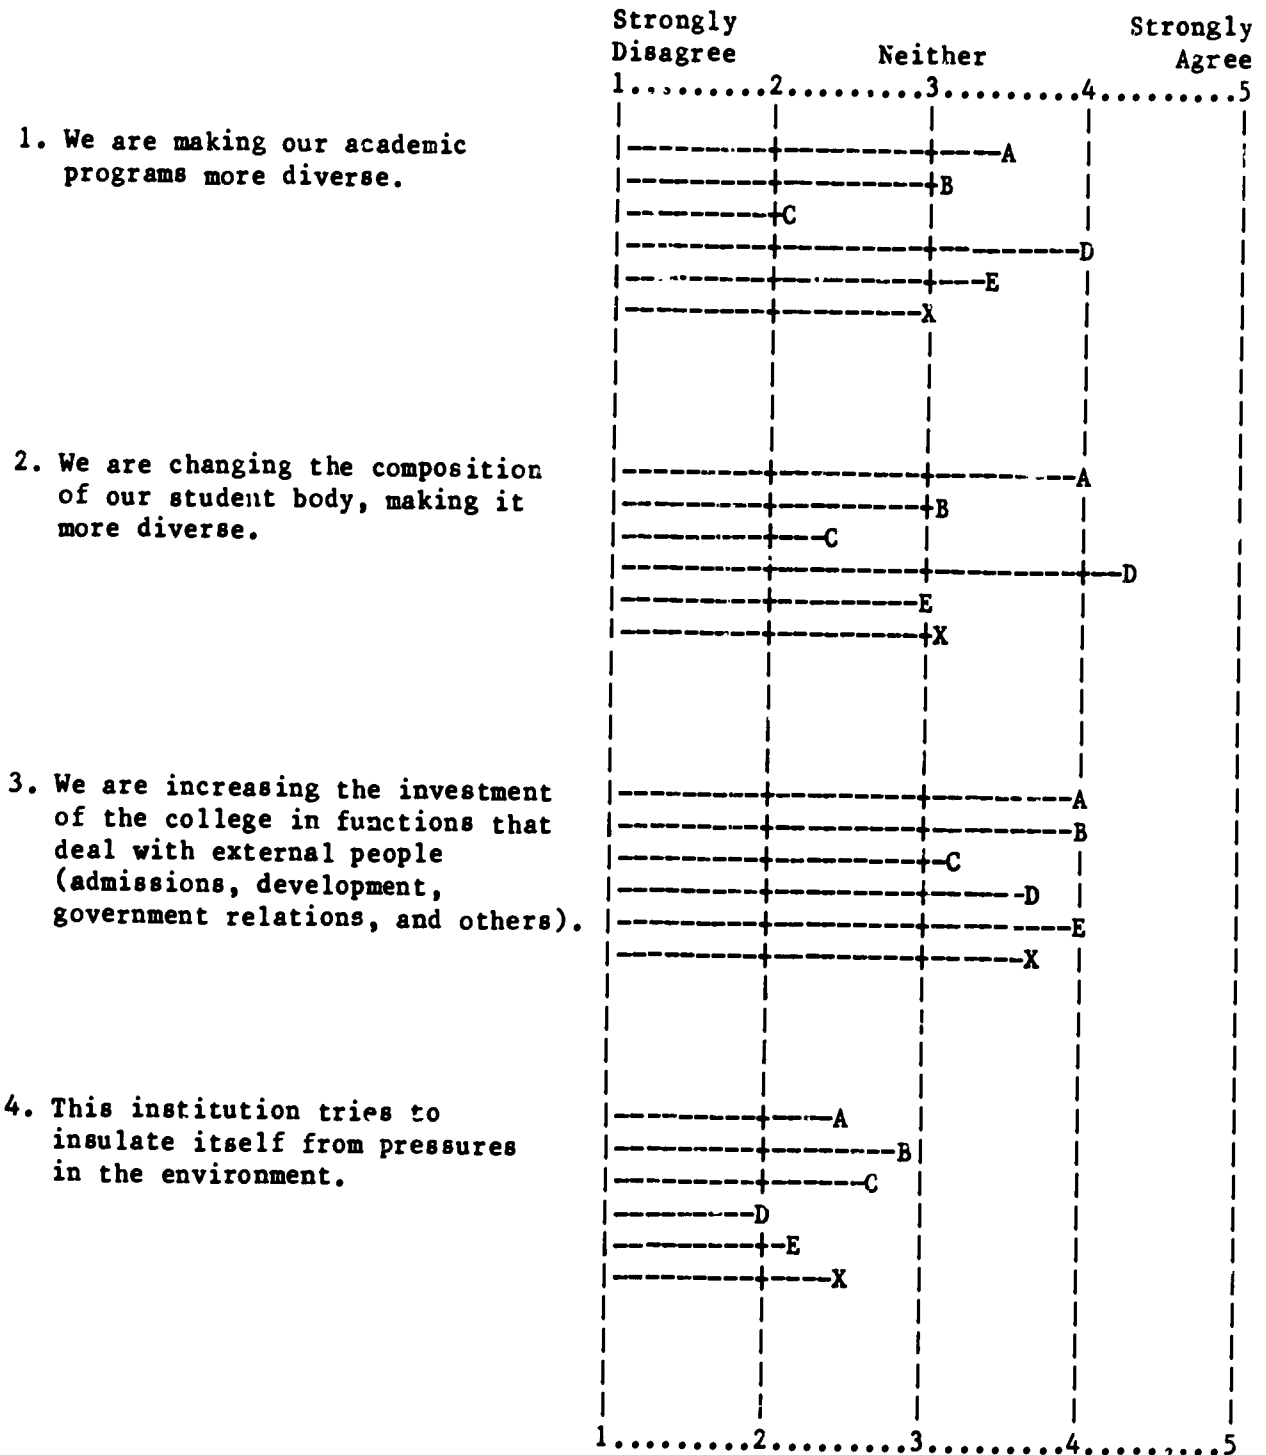 Strongly Disagree Neither Strongly Agree
1.........2.........3.........4.........5
1. We are making our academic
programs more diverse.
A
B
C
D
E
X
2. We are changing the composition
of our student body, making it
more diverse.
A
B
C
D
E
X
3. We are increasing the investment
of the college in functions that
deal with external people
(admissions, development,
government relations, and others).
A
B
C
D
E
X
4. This institution tries to
insulate itself from pressures
in the environment.
A
B
C
D
E
X
1.........2.........3.........4.........5